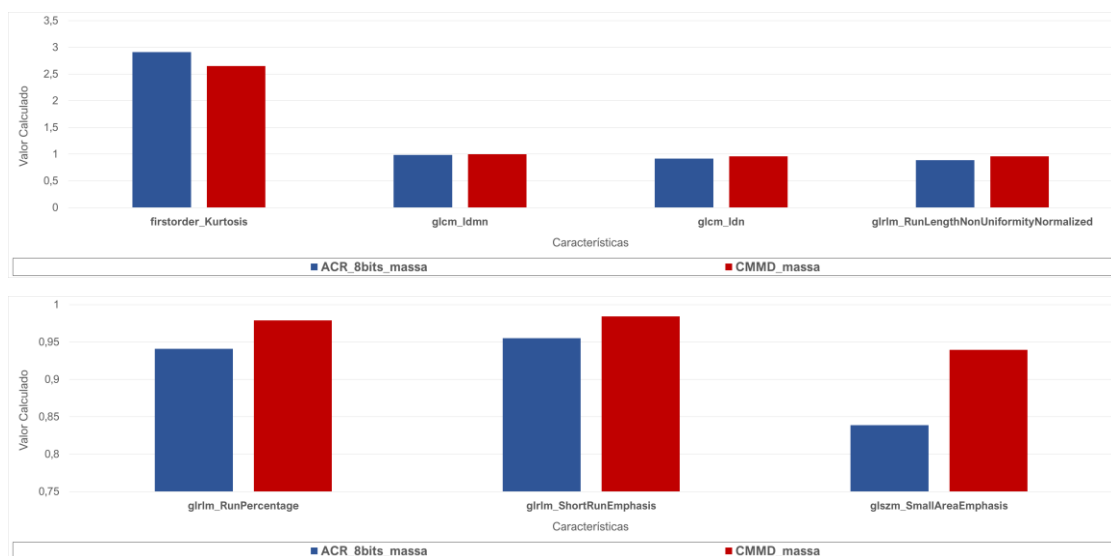 3,5
3
2,5
2
1,5
1
0,5
0
Valor Calculado
firstorder_Kurtosis glcm_Idmn glcm_Idn glrlm_RunLengthNonUniformityNormalized
Características
ACR_8bits_massa CMMD_massa
1
0,95
0,9
0,85
0,8
0,75
Valor Calculado
glrlm_RunPercentage glrlm_ShortRunEmphasis glszm_SmallAreaEmphasis
Características
ACR_8bits_massa CMMD_massa